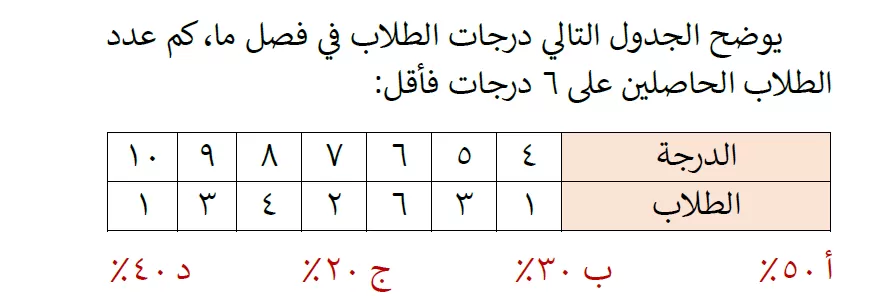 يوضح الجدول التالي درجات الطلاب في فصل ما، كم عدد
الطلاب الحاصلين على ٦ درجات فأقل:
الدرجة ٤ ٥ ٦ ٧ ٨ ٩ ١٠
الطلاب ١ ٣ ٦ ٢ ٤ ٣ ١
أ ٥٠٪ ب ٣٠٪ ج ٢٠٪ د ٤٠٪